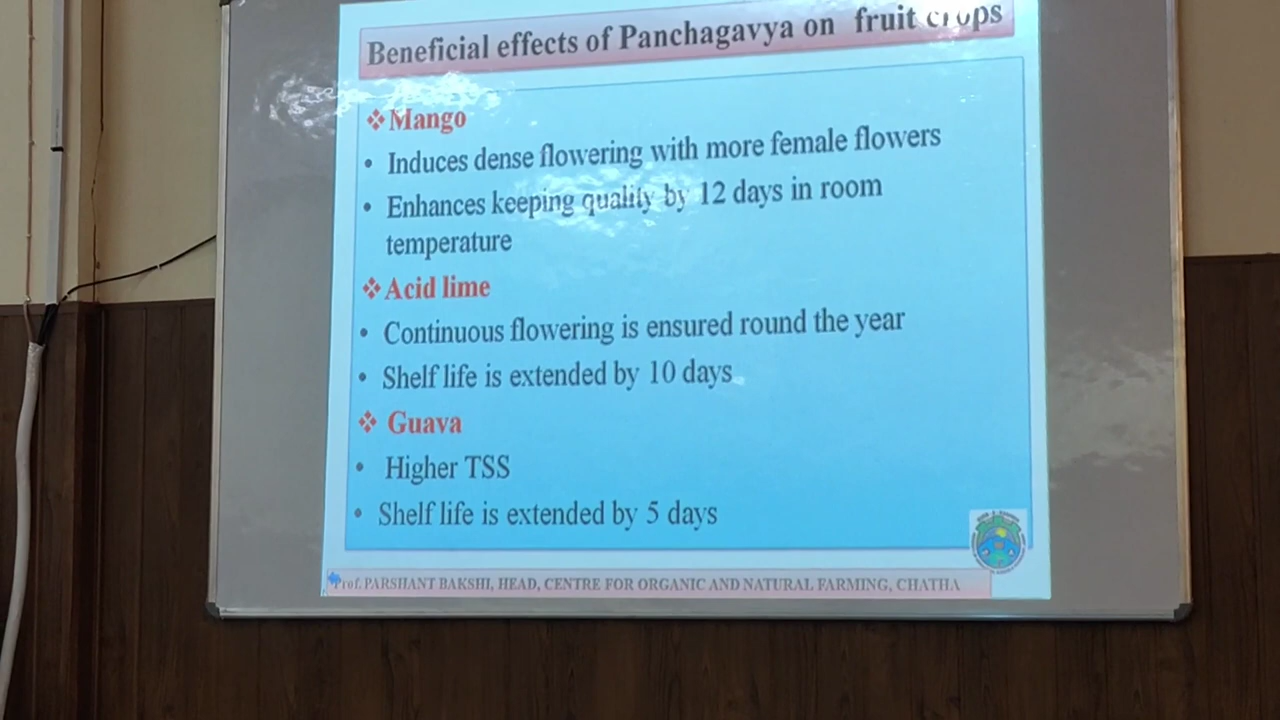 Beneficial effects of Panchagavya on fruit crops
❖Mango
• Induces dense flowering with more female flowers
• Enhances keeping quality by 12 days in room
temperature
❖Acid lime
• Continuous flowering is ensured round the year
• Shelf life is extended by 10 days
❖ Guava
• Higher TSS
• Shelf life is extended by 5 days
Prof. PARSHANT BAKSHI, HEAD, CENTRE FOR ORGANIC AND NATURAL FARMING, CHATHA